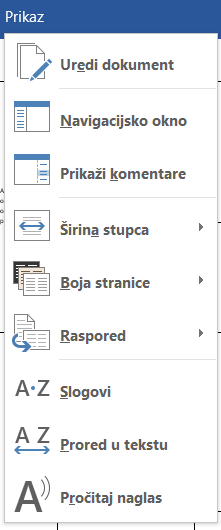 Prikaz
Uredi dokument
Navigacijsko okno
Prikaži komentare
Širina stupca
Boja stranice
Raspored
Slogovi
Prored u tekstu
Pročitaj naglas